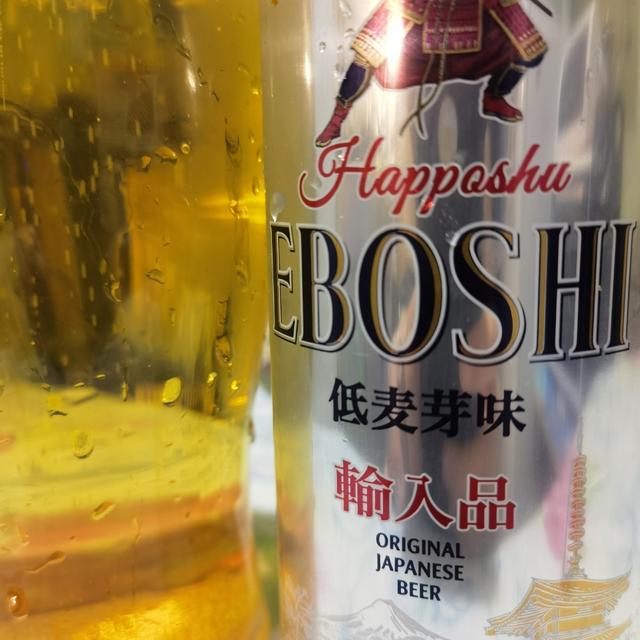 Happoshu
EBOSHI
低麦芽味
輸入品
ORIGINAL
JAPANESE
BEER